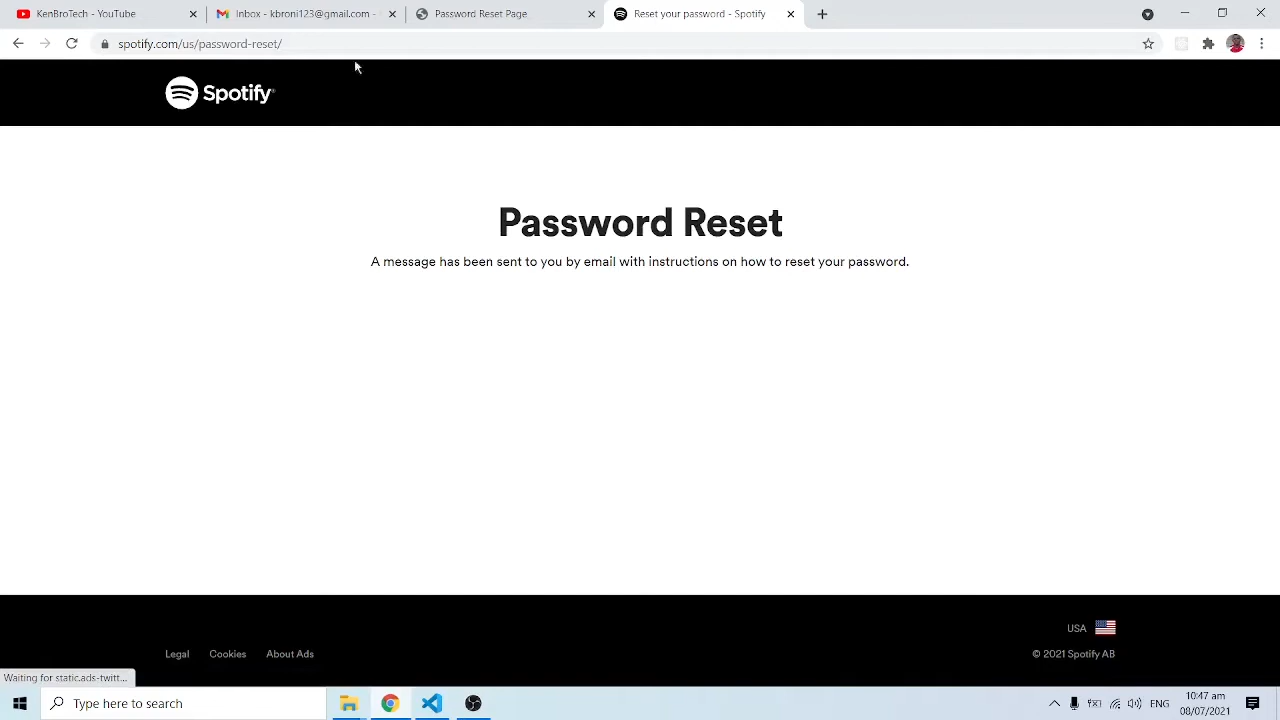 KenBroTech - YouTube
Inbox - kbroni123@gmail.com -
Password Reset Page
Reset your password - Spotify
spotify.com/us/password-reset/
Spotify®
Password Reset
A message has been sent to you by email with instructions on how to reset your password.
USA
Legal Cookies About Ads
© 2021 Spotify AB
Waiting for static.ads-twitt...
Type here to search
ENG
10:47 am
08/07/2021